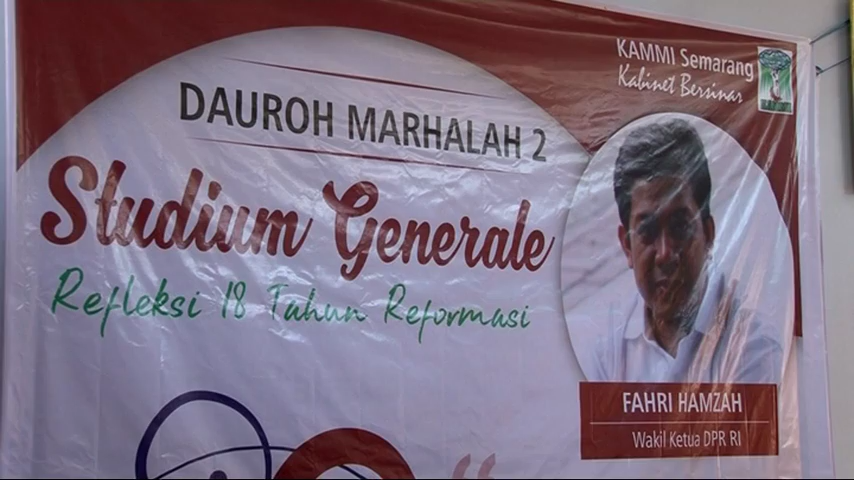 KAMMI Semarang
Kabinet Bersinar
DAUROH MARHALAH 2
Studium Generale
Refleksi 18 Tahun Reformasi
FAHRI HAMZAH
Wakil Ketua DPR RI
“